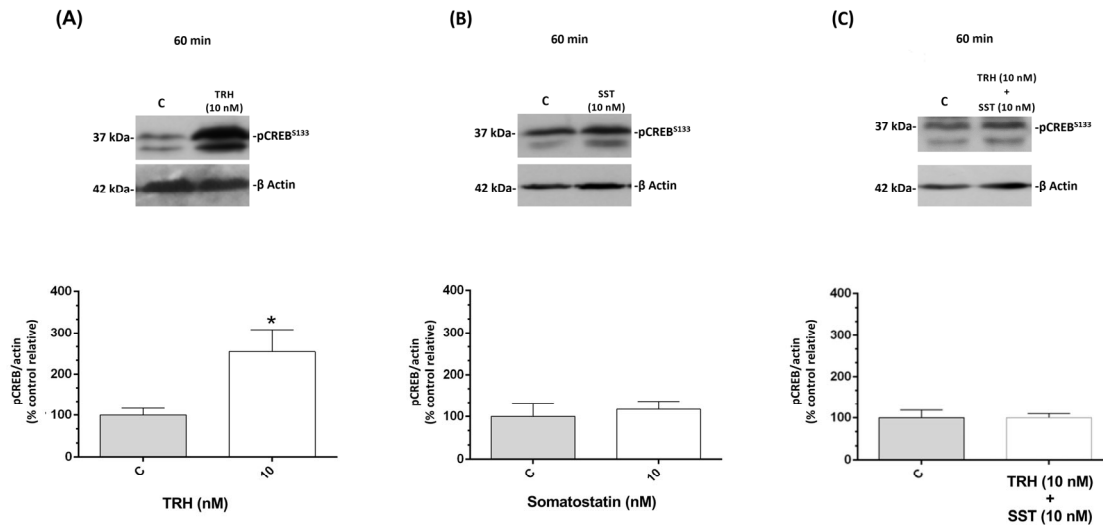 (A)
60 min
C
TRH
(10 nM)
37 kDa-
-pCREBS133
42 kDa-
-β Actin
400
300
300
100
0
pCREB/actin
(% control relative)
*
C
10
TRH (nM)
(B)
60 min
C
SST
(10 nM)
37 kDa-
-pCREBS133
42 kDa-
-β Actin
400
300
200
100
0
pCREB/actin
(% control relative)
C
10
Somatostatin (nM)
(C)
60 min
C
TRH (10 nM)
+
SST (10 nM)
37 kDa-
-pCREBS133
42 kDa-
-β Actin
400
300
200
100
0
pCREB/actin
(% control relative)
C
TRH (10 nM)
+
SST (10 nM)